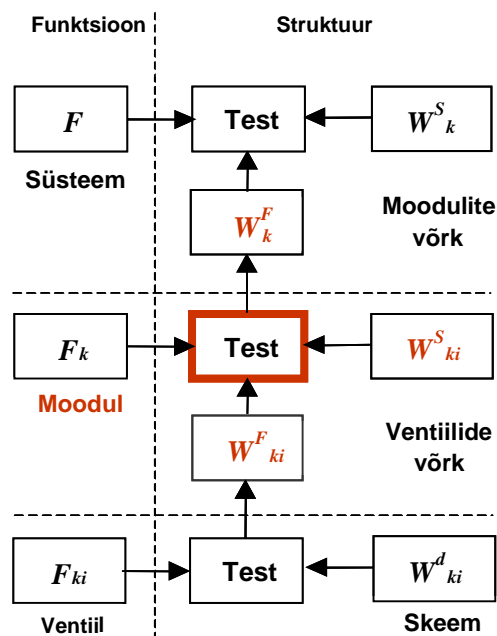 Funktsioon Struktuur
F Test W^S_k
Süsteem
W^F_k Moodulite
võrk
F_k Test W^S_ki
Moodul
W^F_ki Ventiilide
võrk
F_ki Test W^d_ki
Ventiil Skeem